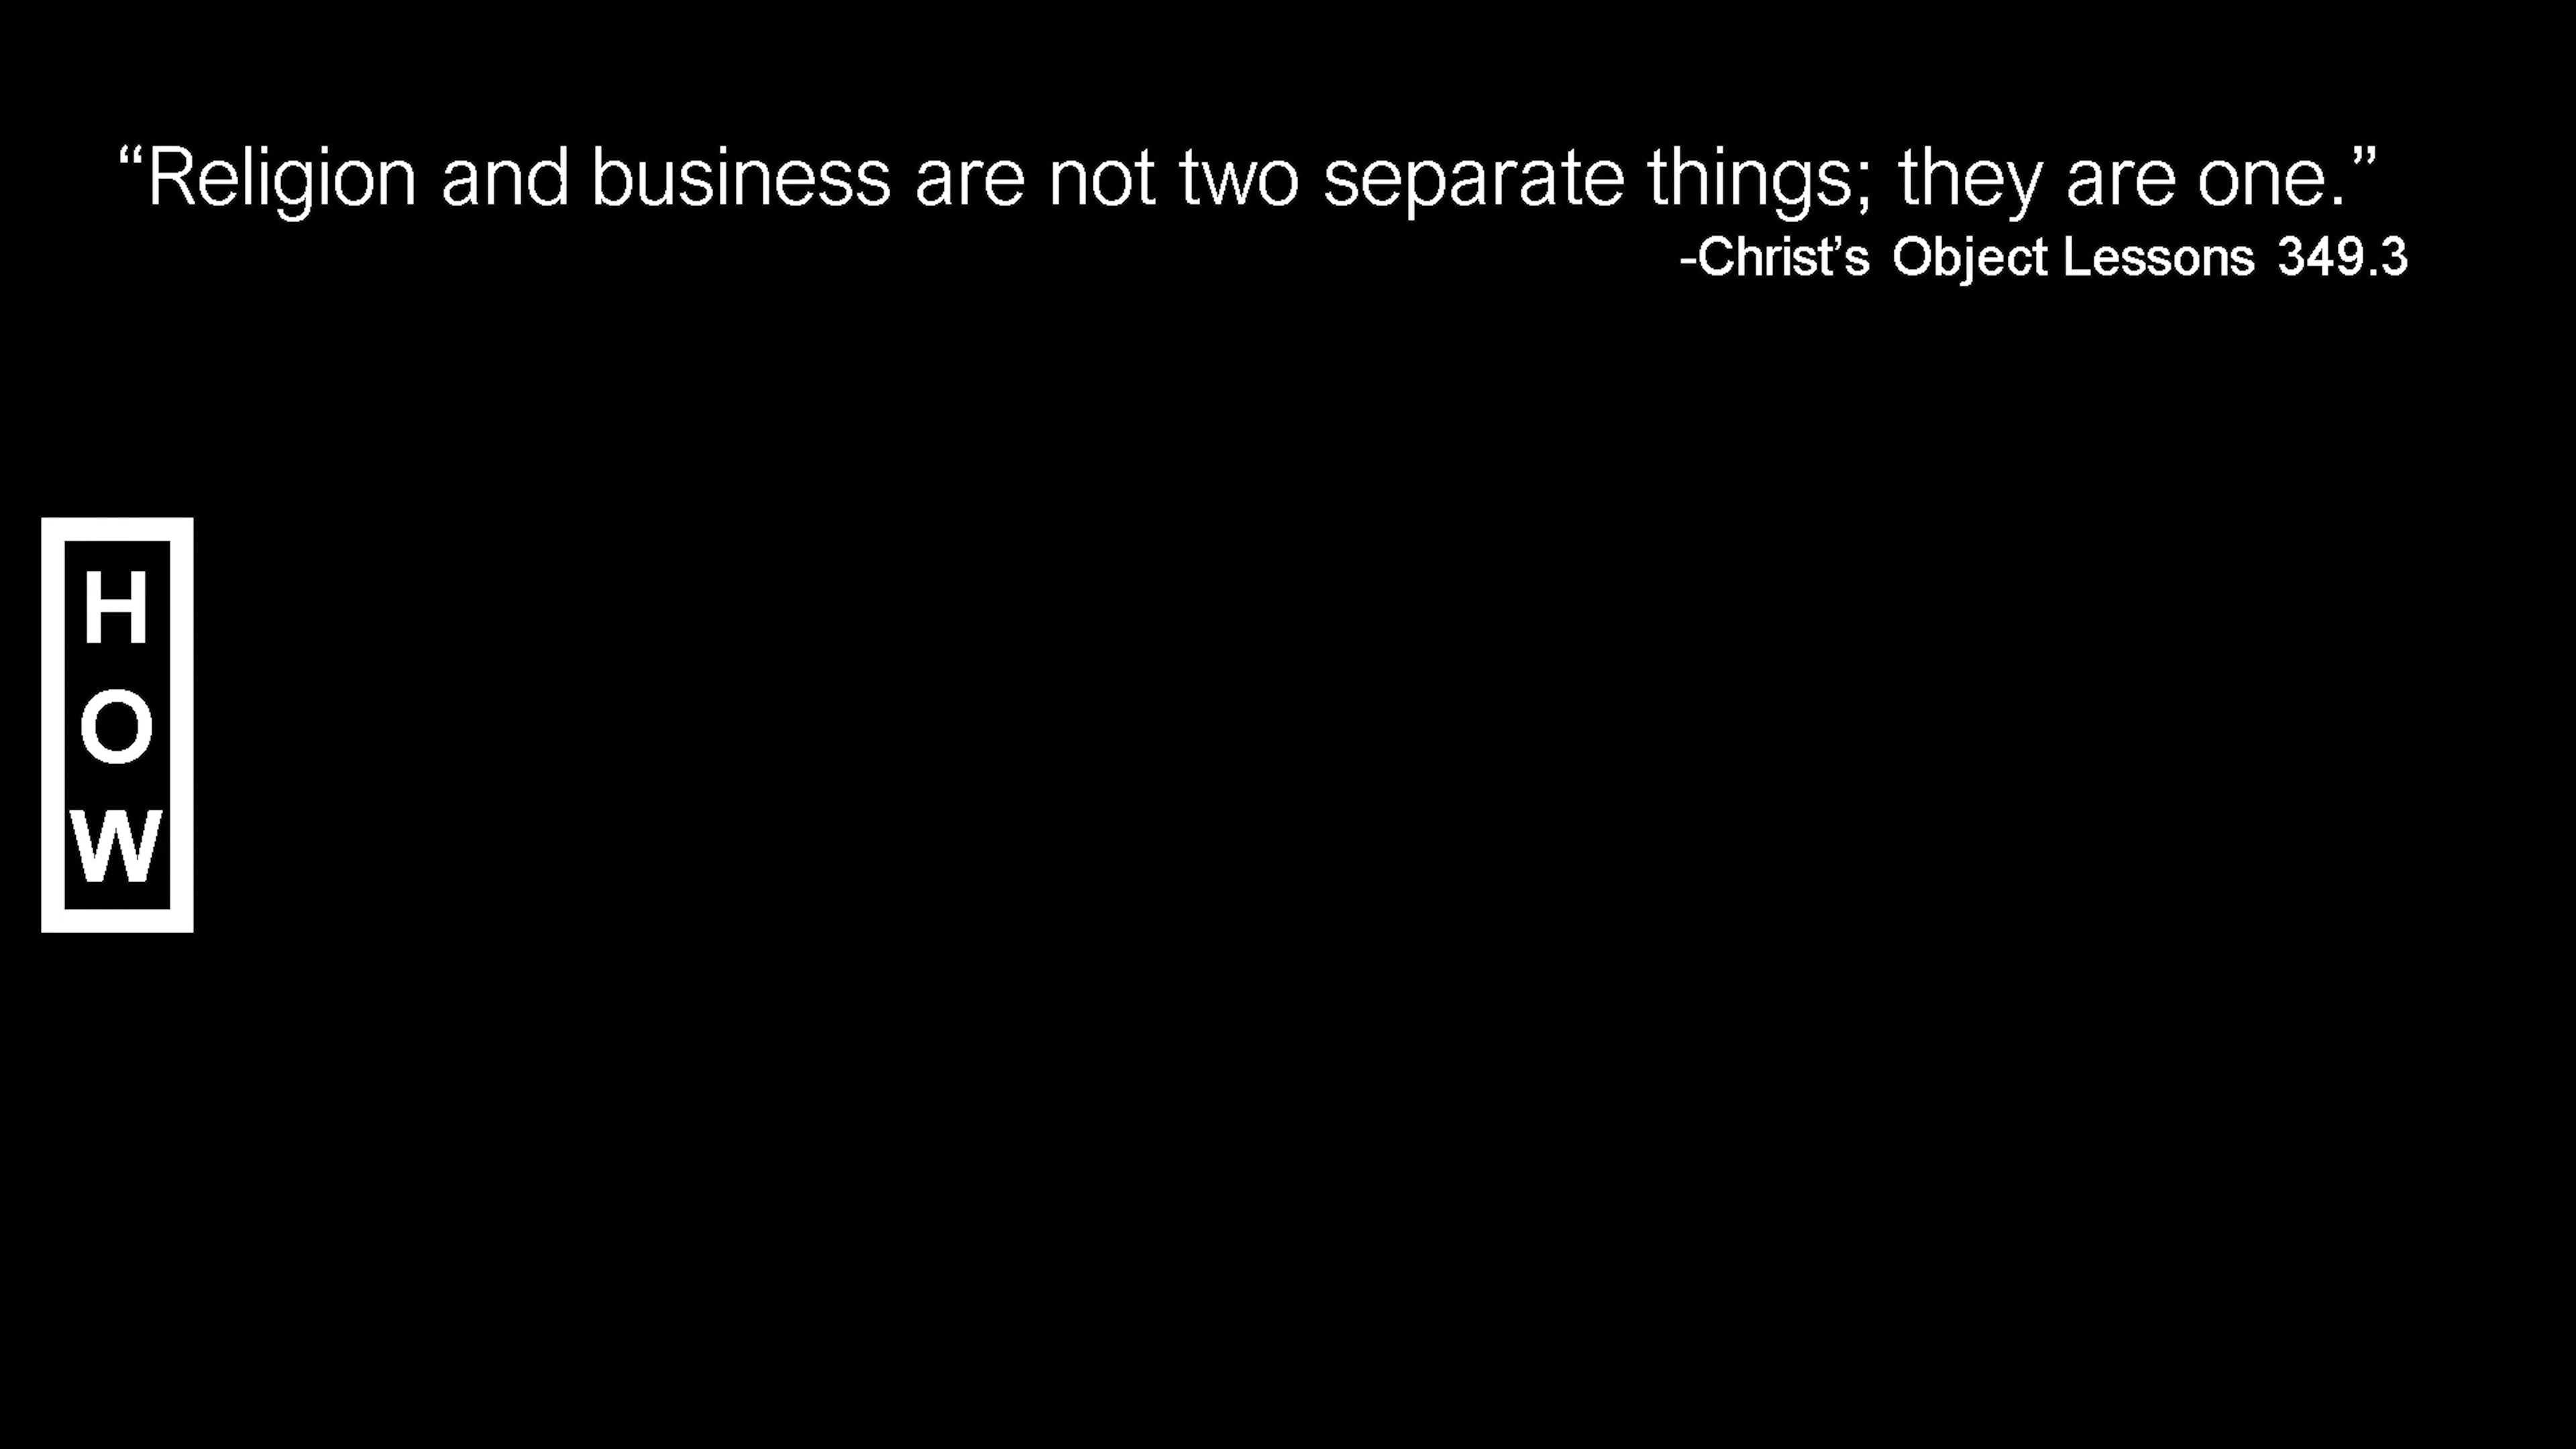 “Religion and business are not two separate things; they are one.”
-Christ’s Object Lessons 349.3
H
O
W